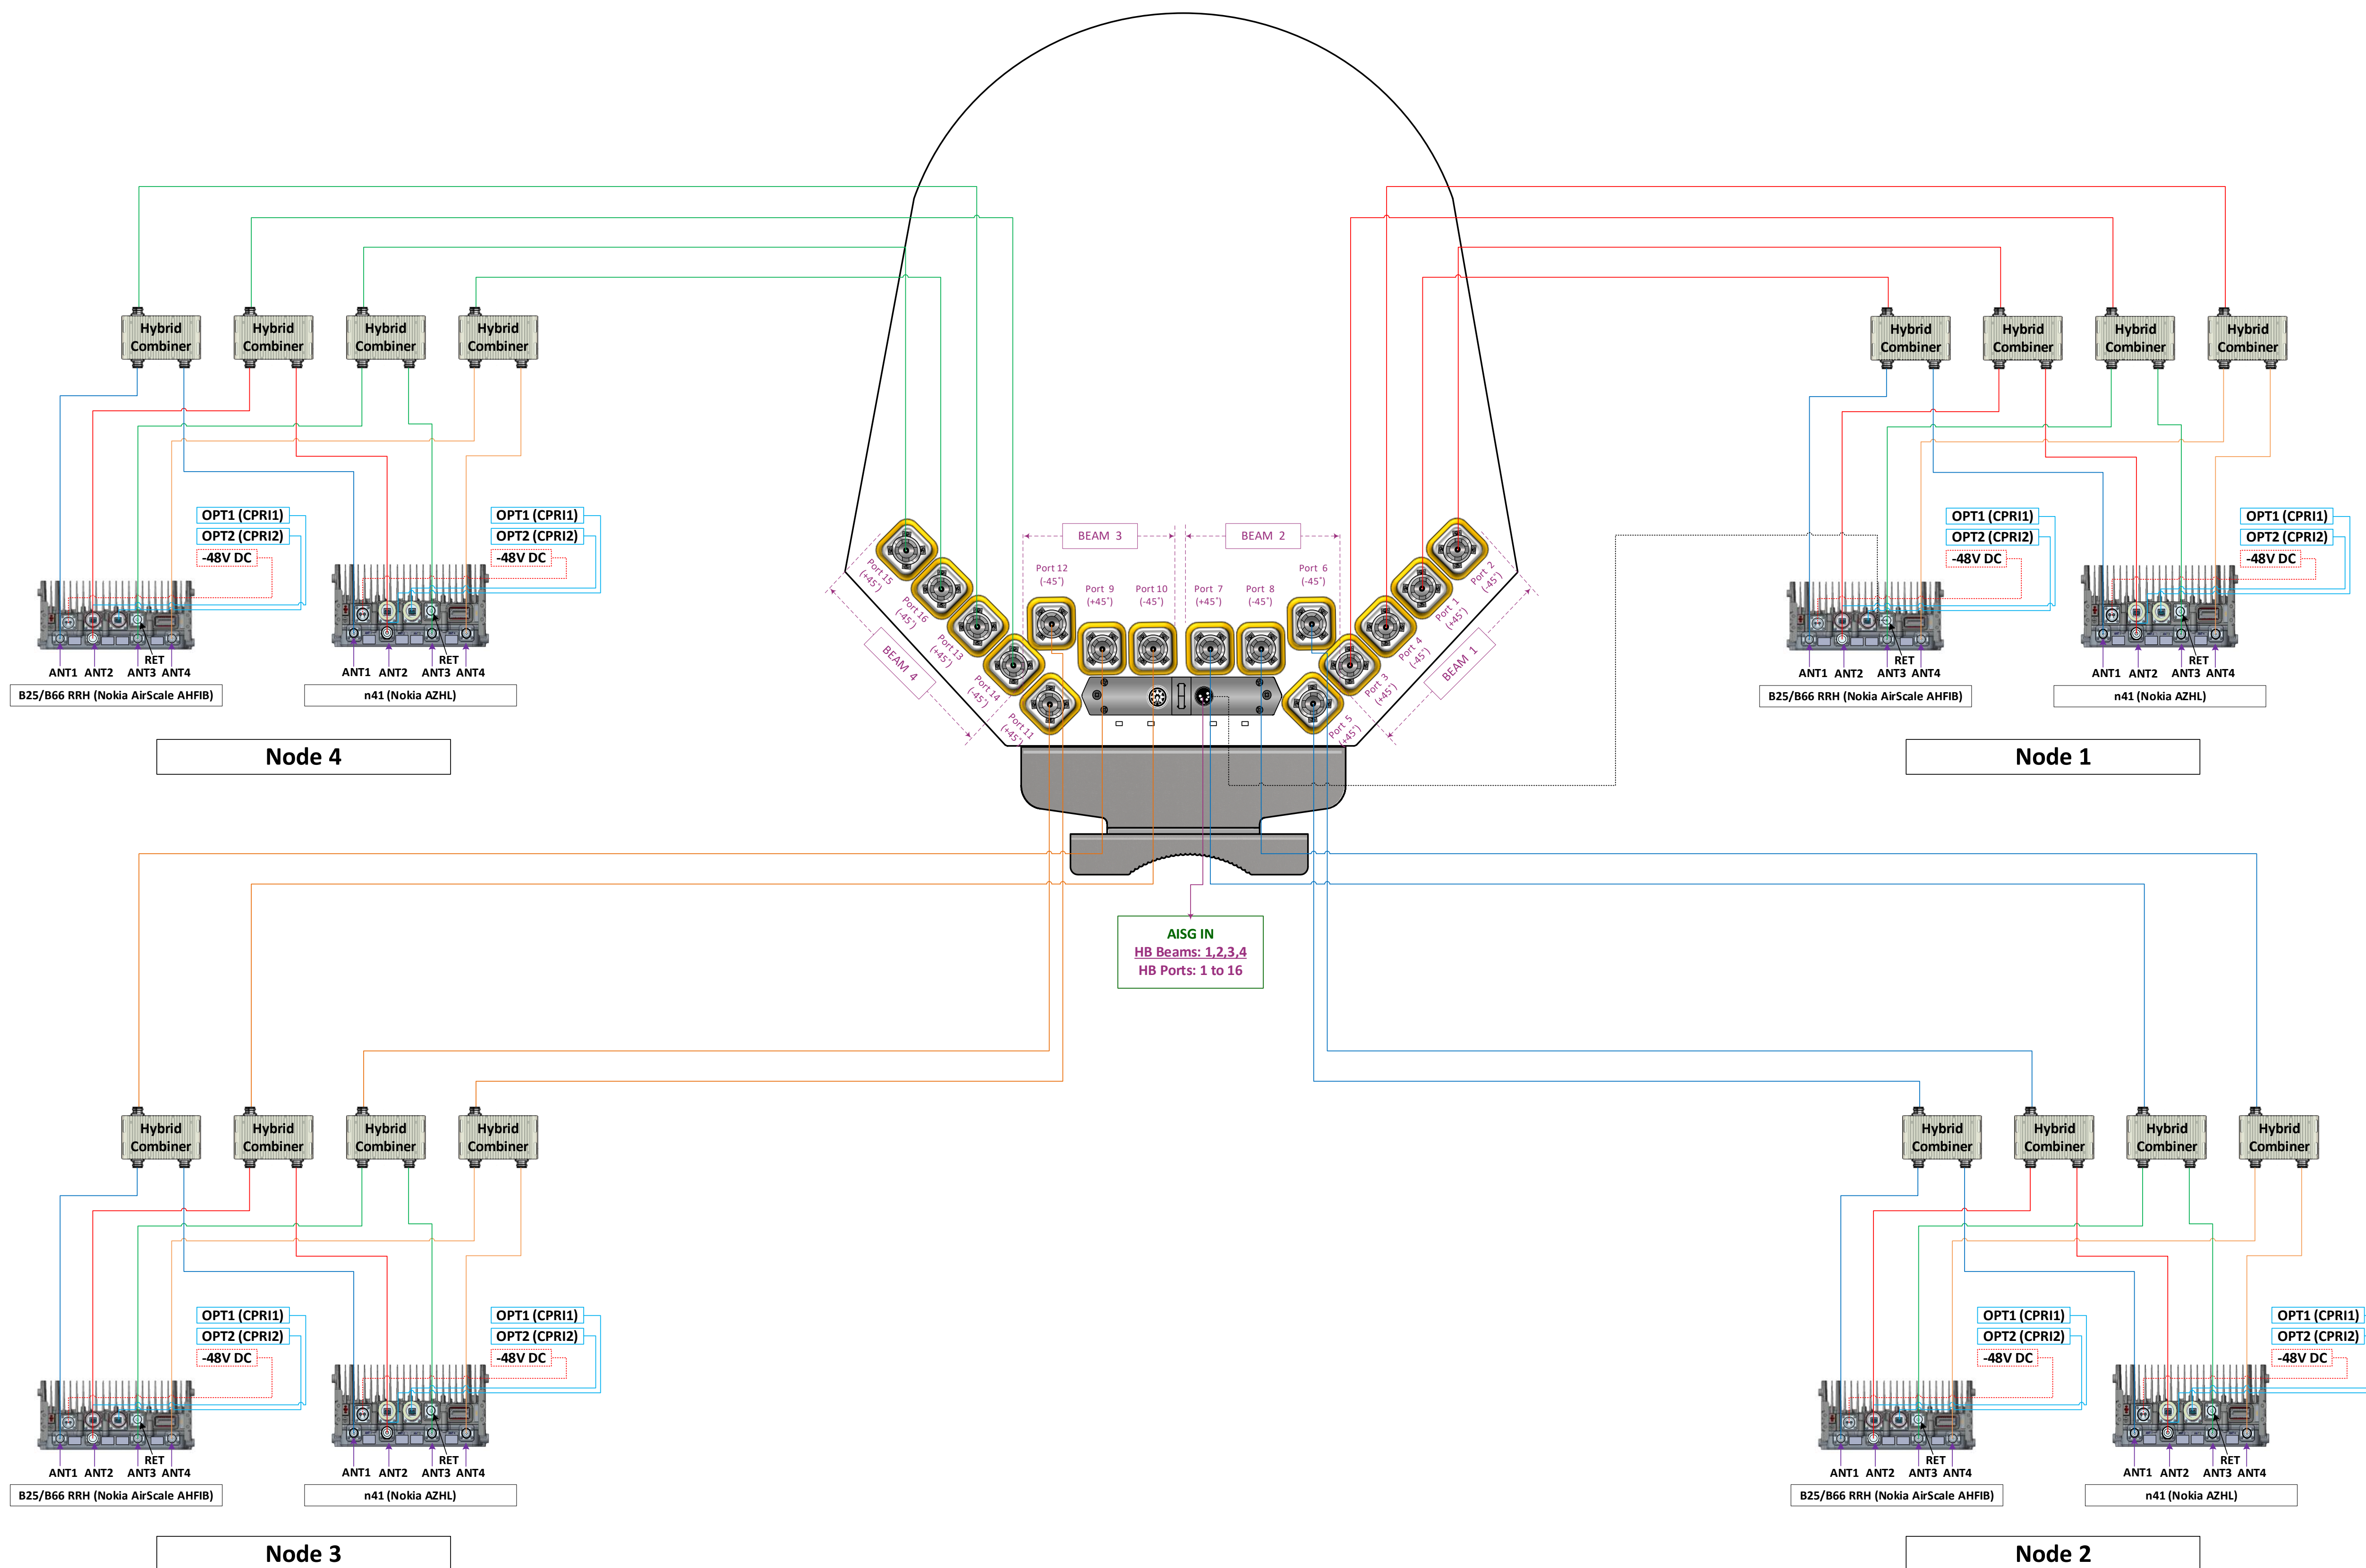 Hybrid
Combiner
Hybrid
Combiner
Hybrid
Combiner
Hybrid
Combiner
OPT1 (CPRI1)
OPT2 (CPRI2)
-48V DC
OPT1 (CPRI1)
OPT2 (CPRI2)
-48V DC
ANT1
ANT2
ANT3
RET
ANT4
ANT1
ANT2
ANT3
RET
ANT4
B25/B66 RRH (Nokia AirScale AHFIB)
n41 (Nokia AZHL)
Node 4
BEAM 3
BEAM 2
Port 15
(+45°)
Port 16
(-45°)
Port 13
(+45°)
Port 14
(-45°)
Port 11
(+45°)
BEAM 4
Port 12
(-45°)
Port 9
(+45°)
Port 10
(-45°)
Port 7
(+45°)
Port 8
(-45°)
Port 6
(-45°)
Port 2
(-45°)
Port 1
(+45°)
Port 4
(-45°)
Port 3
(+45°)
Port 5
(+45°)
BEAM 1
Hybrid
Combiner
Hybrid
Combiner
Hybrid
Combiner
Hybrid
Combiner
OPT1 (CPRI1)
OPT2 (CPRI2)
-48V DC
OPT1 (CPRI1)
OPT2 (CPRI2)
-48V DC
ANT1
ANT2
ANT3
RET
ANT4
ANT1
ANT2
ANT3
RET
ANT4
B25/B66 RRH (Nokia AirScale AHFIB)
n41 (Nokia AZHL)
Node 1
AISG IN
HB Beams: 1,2,3,4
HB Ports: 1 to 16
Hybrid
Combiner
Hybrid
Combiner
Hybrid
Combiner
Hybrid
Combiner
OPT1 (CPRI1)
OPT2 (CPRI2)
-48V DC
OPT1 (CPRI1)
OPT2 (CPRI2)
-48V DC
ANT1
ANT2
ANT3
RET
ANT4
ANT1
ANT2
ANT3
RET
ANT4
B25/B66 RRH (Nokia AirScale AHFIB)
n41 (Nokia AZHL)
Node 3
Hybrid
Combiner
Hybrid
Combiner
Hybrid
Combiner
Hybrid
Combiner
OPT1 (CPRI1)
OPT2 (CPRI2)
-48V DC
OPT1 (CPRI1)
OPT2 (CPRI2)
-48V DC
ANT1
ANT2
ANT3
RET
ANT4
ANT1
ANT2
ANT3
RET
ANT4
B25/B66 RRH (Nokia AirScale AHFIB)
n41 (Nokia AZHL)
Node 2